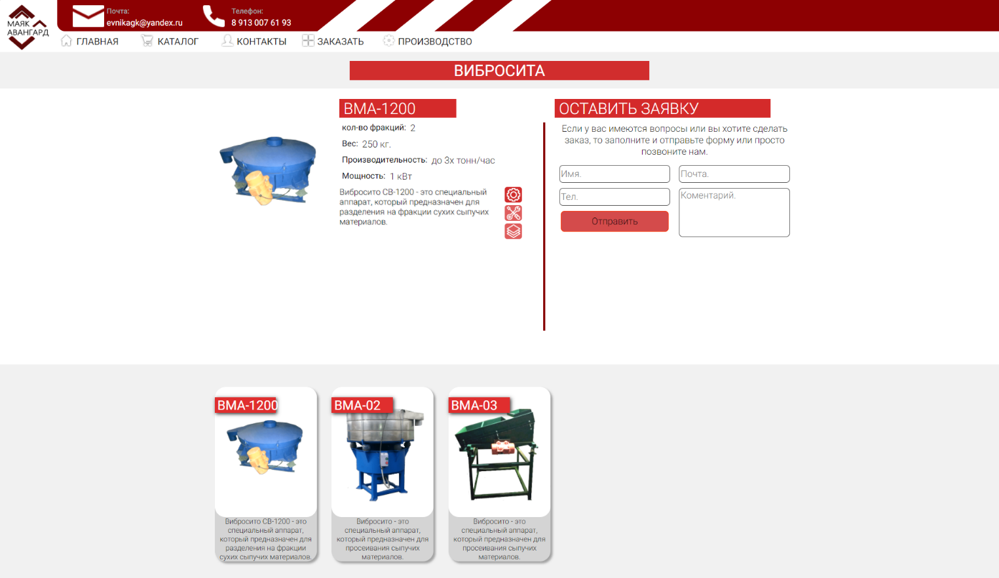 МАЯК
АВАНГАРД
Почта:
evnikagk@yandex.ru
Телефон:
8 913 007 61 93
ГЛАВНАЯ
КАТАЛОГ
КОНТАКТЫ
ЗАКАЗАТЬ
ПРОИЗВОДСТВО
ВИБРОСИТА
ВМА-1200
кол-во фракций: 2
Вес: 250 кг.
Производительность: до 3х тонн/час
Мощность: 1 кВт
Вибросито СВ-1200 - это специальный
аппарат, который предназначен для
разделения на фракции сухих сыпучих
материалов.
ОСТАВИТЬ ЗАЯВКУ
Если у вас имеются вопросы или вы хотите сделать
заказ, то заполните и отправьте форму или просто
позвоните нам.
Имя.
Почта.
Тел.
Коментарий.
Отправить
ВМА-1200
Вибросито СВ-1200 - это
специальный аппарат,
который предназначен для
разделения на фракции
сухих сыпучих материалов.
ВМА-02
Вибросито - это
специальный аппарат,
который предназначен для
просеивания сыпучих
материалов.
ВМА-03
Вибросито - это
специальный аппарат,
который предназначен для
просеивания сыпучих
материалов.